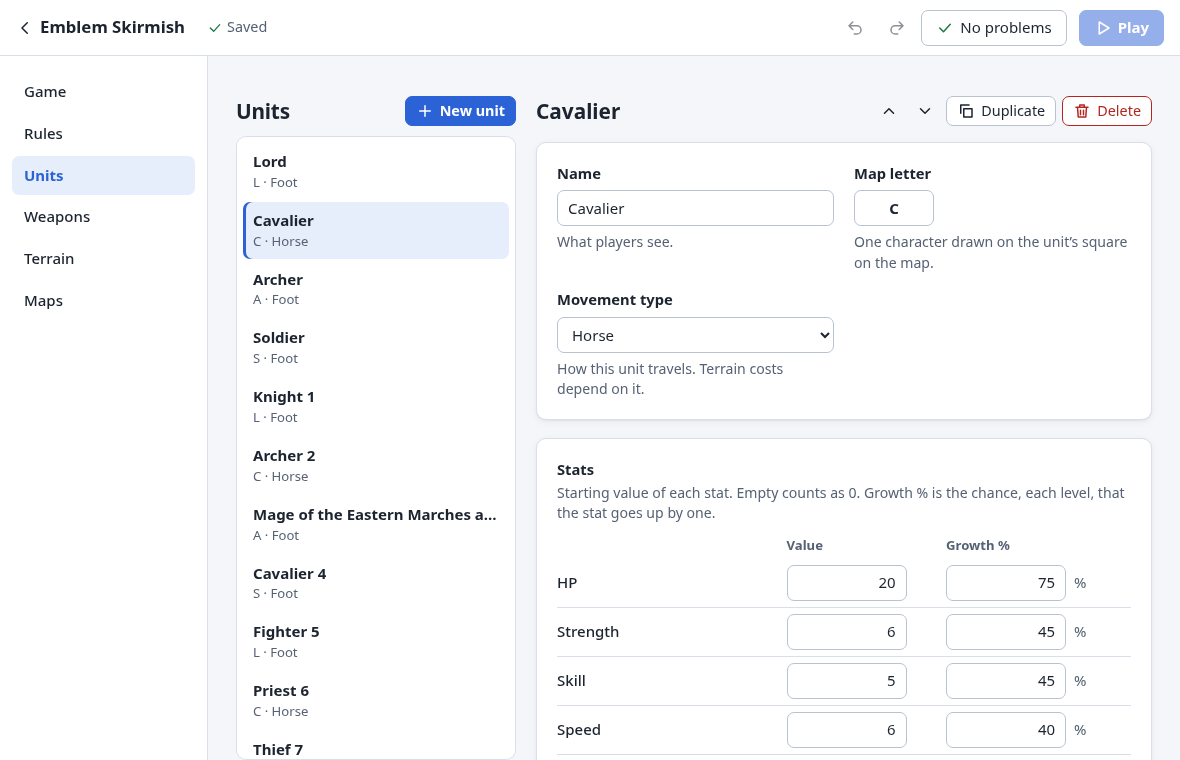 Emblem Skirmish
Saved
No problems
Play
Game
Rules
Units
Weapons
Terrain
Maps
Units
New unit
Lord
L · Foot
Cavalier
C · Horse
Archer
A · Foot
Soldier
S · Foot
Knight 1
L · Foot
Archer 2
C · Horse
Mage of the Eastern Marches a...
A · Foot
Cavalier 4
S · Foot
Fighter 5
L · Foot
Priest 6
C · Horse
Thief 7
Cavalier
Duplicate
Delete
Name
Cavalier
What players see.
Map letter
C
One character drawn on the unit’s square
on the map.
Movement type
Horse
How this unit travels. Terrain costs
depend on it.
Stats
Starting value of each stat. Empty counts as 0. Growth % is the chance, each level, that
the stat goes up by one.
Value Growth %
HP 20 75 %
Strength 6 45 %
Skill 5 45 %
Speed 6 40 %